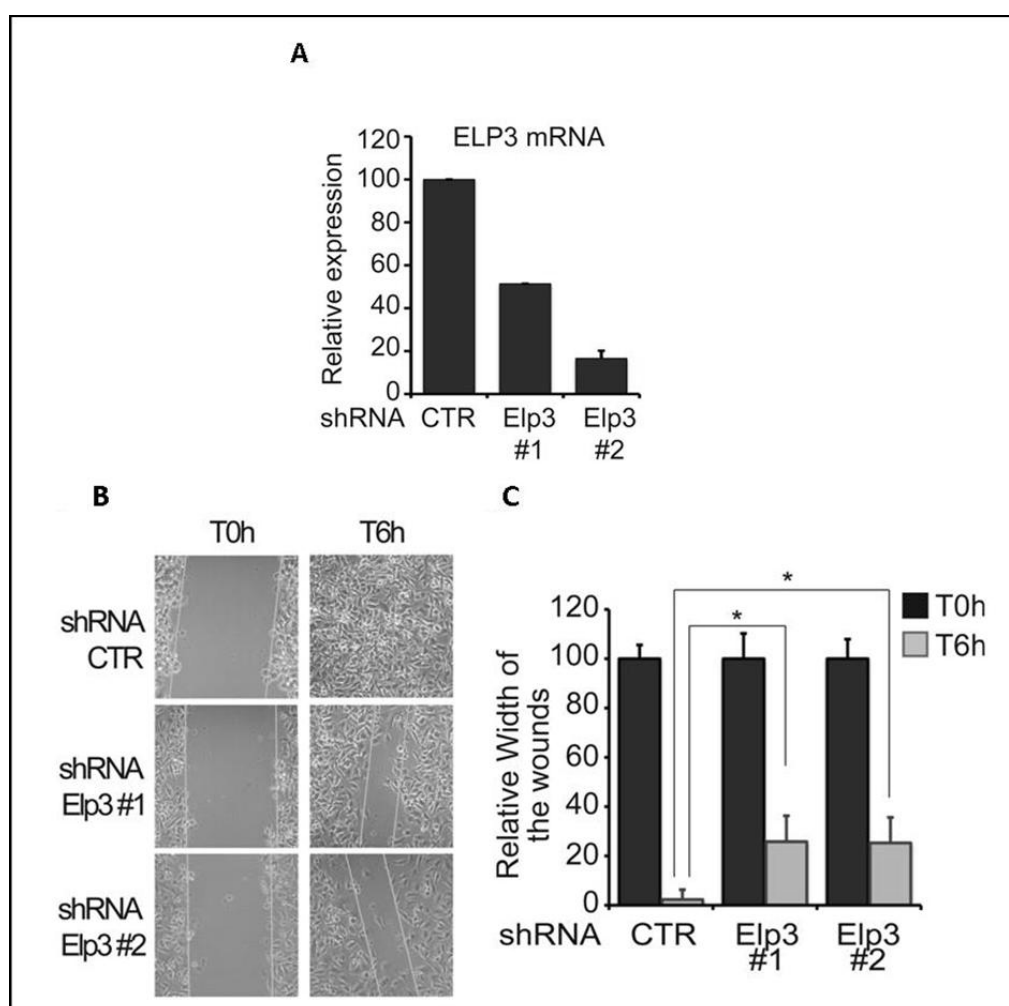 A
ELP3 mRNA
Relative expression
120
100
80
60
40
20
0
shRNA CTR Elp3 #1 Elp3 #2
B
T0h T6h
shRNA
CTR
shRNA
Elp3 #1
shRNA
Elp3 #2
C
T0h
T6h
* 
*
Relative Width of
the wounds
120
100
80
60
40
20
0
shRNA CTR Elp3 #1 Elp3 #2